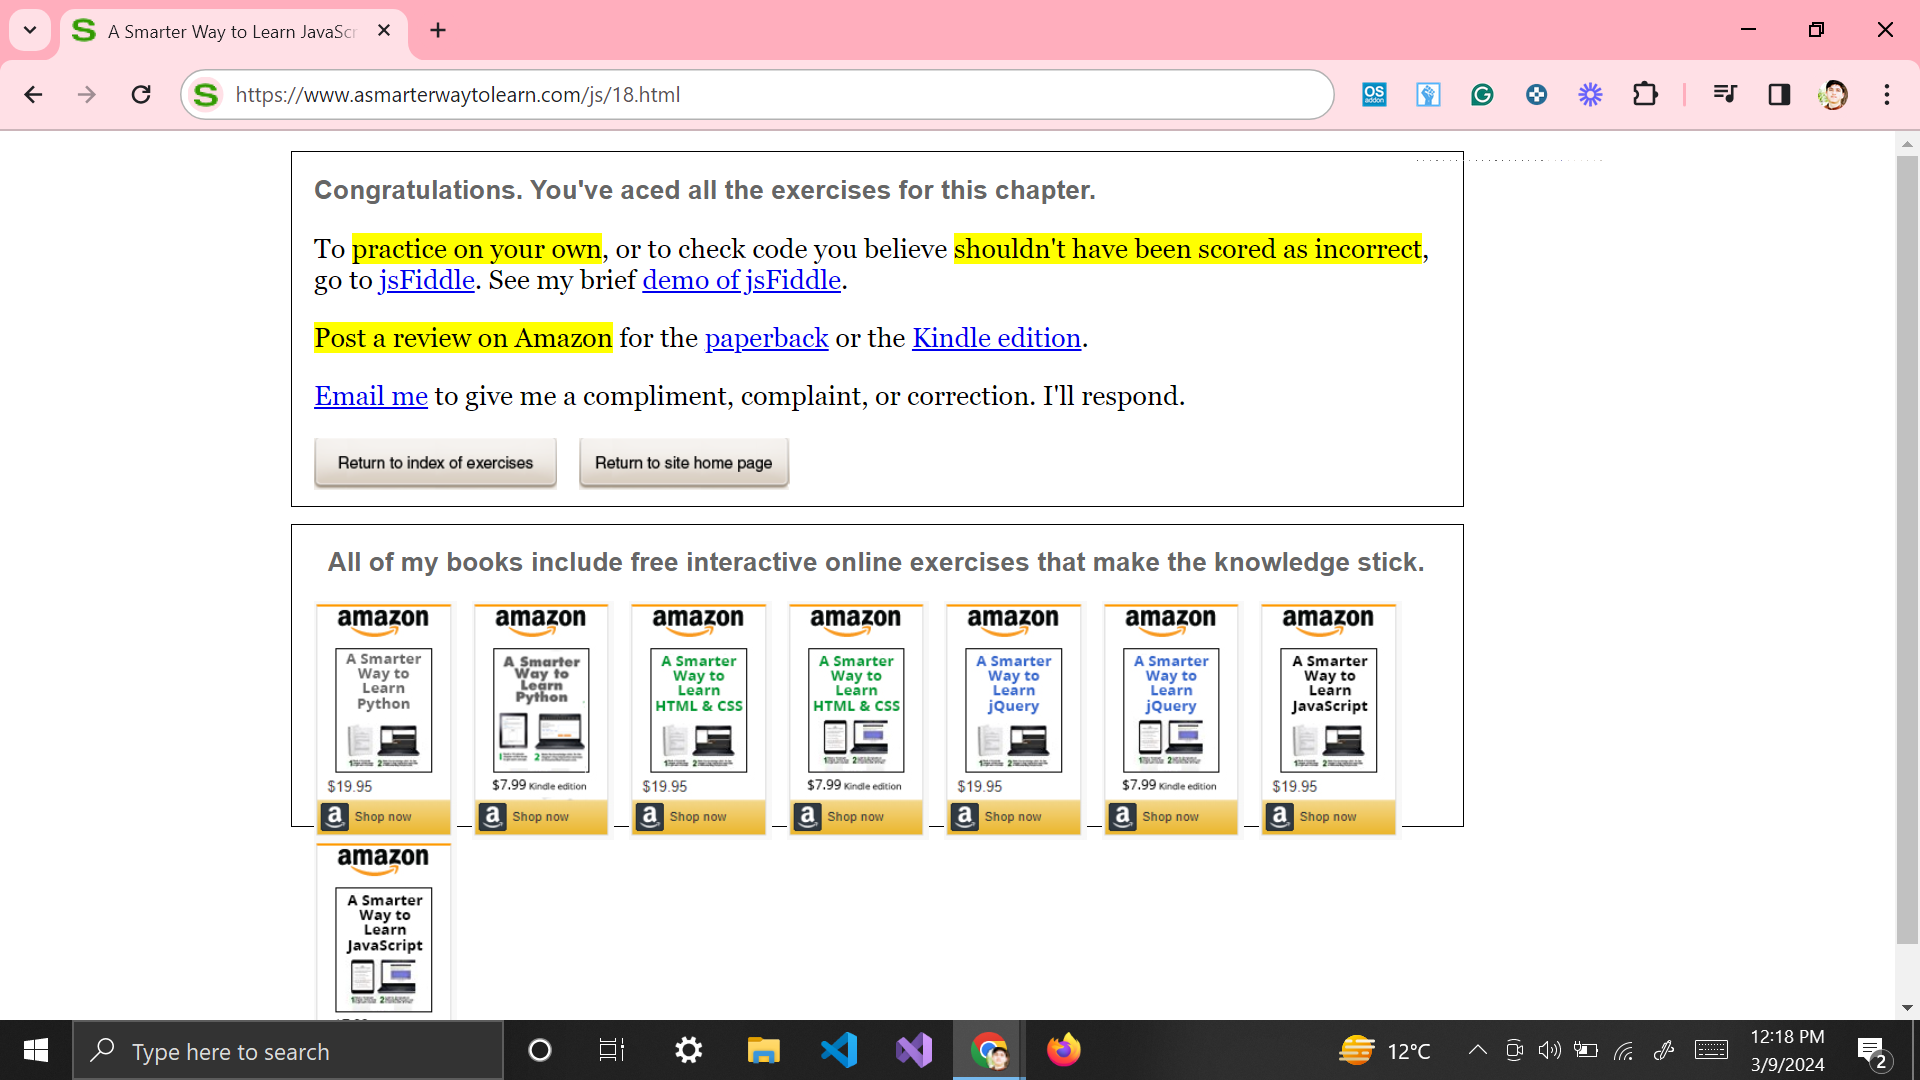 A Smarter Way to Learn JavaScr
https://www.asmarterwaytolearn.com/js/18.html
OS
addon
Congratulations. You've aced all the exercises for this chapter.
To practice on your own, or to check code you believe shouldn't have been scored as incorrect,
go to jsFiddle. See my brief demo of jsFiddle.
Post a review on Amazon for the paperback or the Kindle edition.
Email me to give me a compliment, complaint, or correction. I'll respond.
Return to index of exercises Return to site home page
All of my books include free interactive online exercises that make the knowledge stick.
amazon amazon amazon amazon amazon amazon amazon
A Smarter A Smarter A Smarter A Smarter A Smarter A Smarter A Smarter
Way to Way to Way to Way to Way to Way to Way to
Learn Learn Learn Learn Learn Learn Learn
Python Python HTML & CSS HTML & CSS jQuery jQuery JavaScript
$19.95 $7.99 Kindle edition $19.95 $7.99 Kindle edition $19.95 $7.99 Kindle edition $19.95
Shop now Shop now Shop now Shop now Shop now Shop now Shop now
amazon
A Smarter
Way to
Learn
JavaScript
Type here to search
12°C
12:18 PM
3/9/2024
2